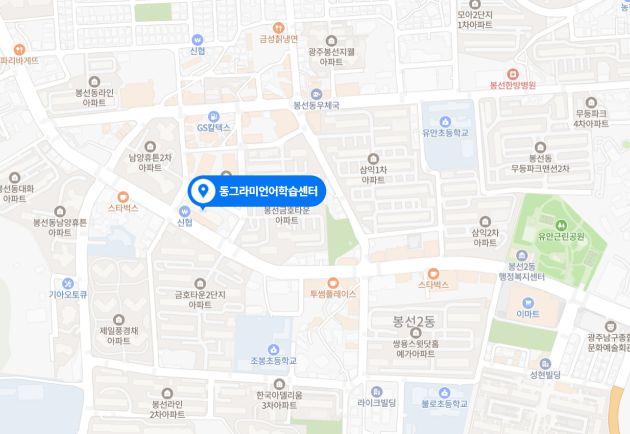 모아2단지
1차아파트
신협
금성칡냉면
파리바게뜨
광주봉선지웰
아파트
봉선동라인
아파트
봉선한방병원
봉선동우체국
무등파크
4차아파트
GS칼텍스
유안초등학교
남양휴튼2차
아파트
삼익1차
아파트
봉선동
무등파크맨션2차
봉선동대화
아파트
동그라미언어학습센터
스타벅스
봉선동남양휴튼
아파트
신협
봉선금호타운
아파트
삼익2차
아파트
유안근린공원
봉선2동
행정복지센터
기아오토큐
금호타운2단지
아파트
투썸플레이스
스타벅스
이마트
제일풍경채
아파트
봉선2동
쌍용스윗닷홈
예가아파트
광주남구종합
문화예술회관
조봉초등학교
성현빌딩
봉선라인
2차아파트
한국아델리움
3차아파트
라이크빌딩
불로초등학교